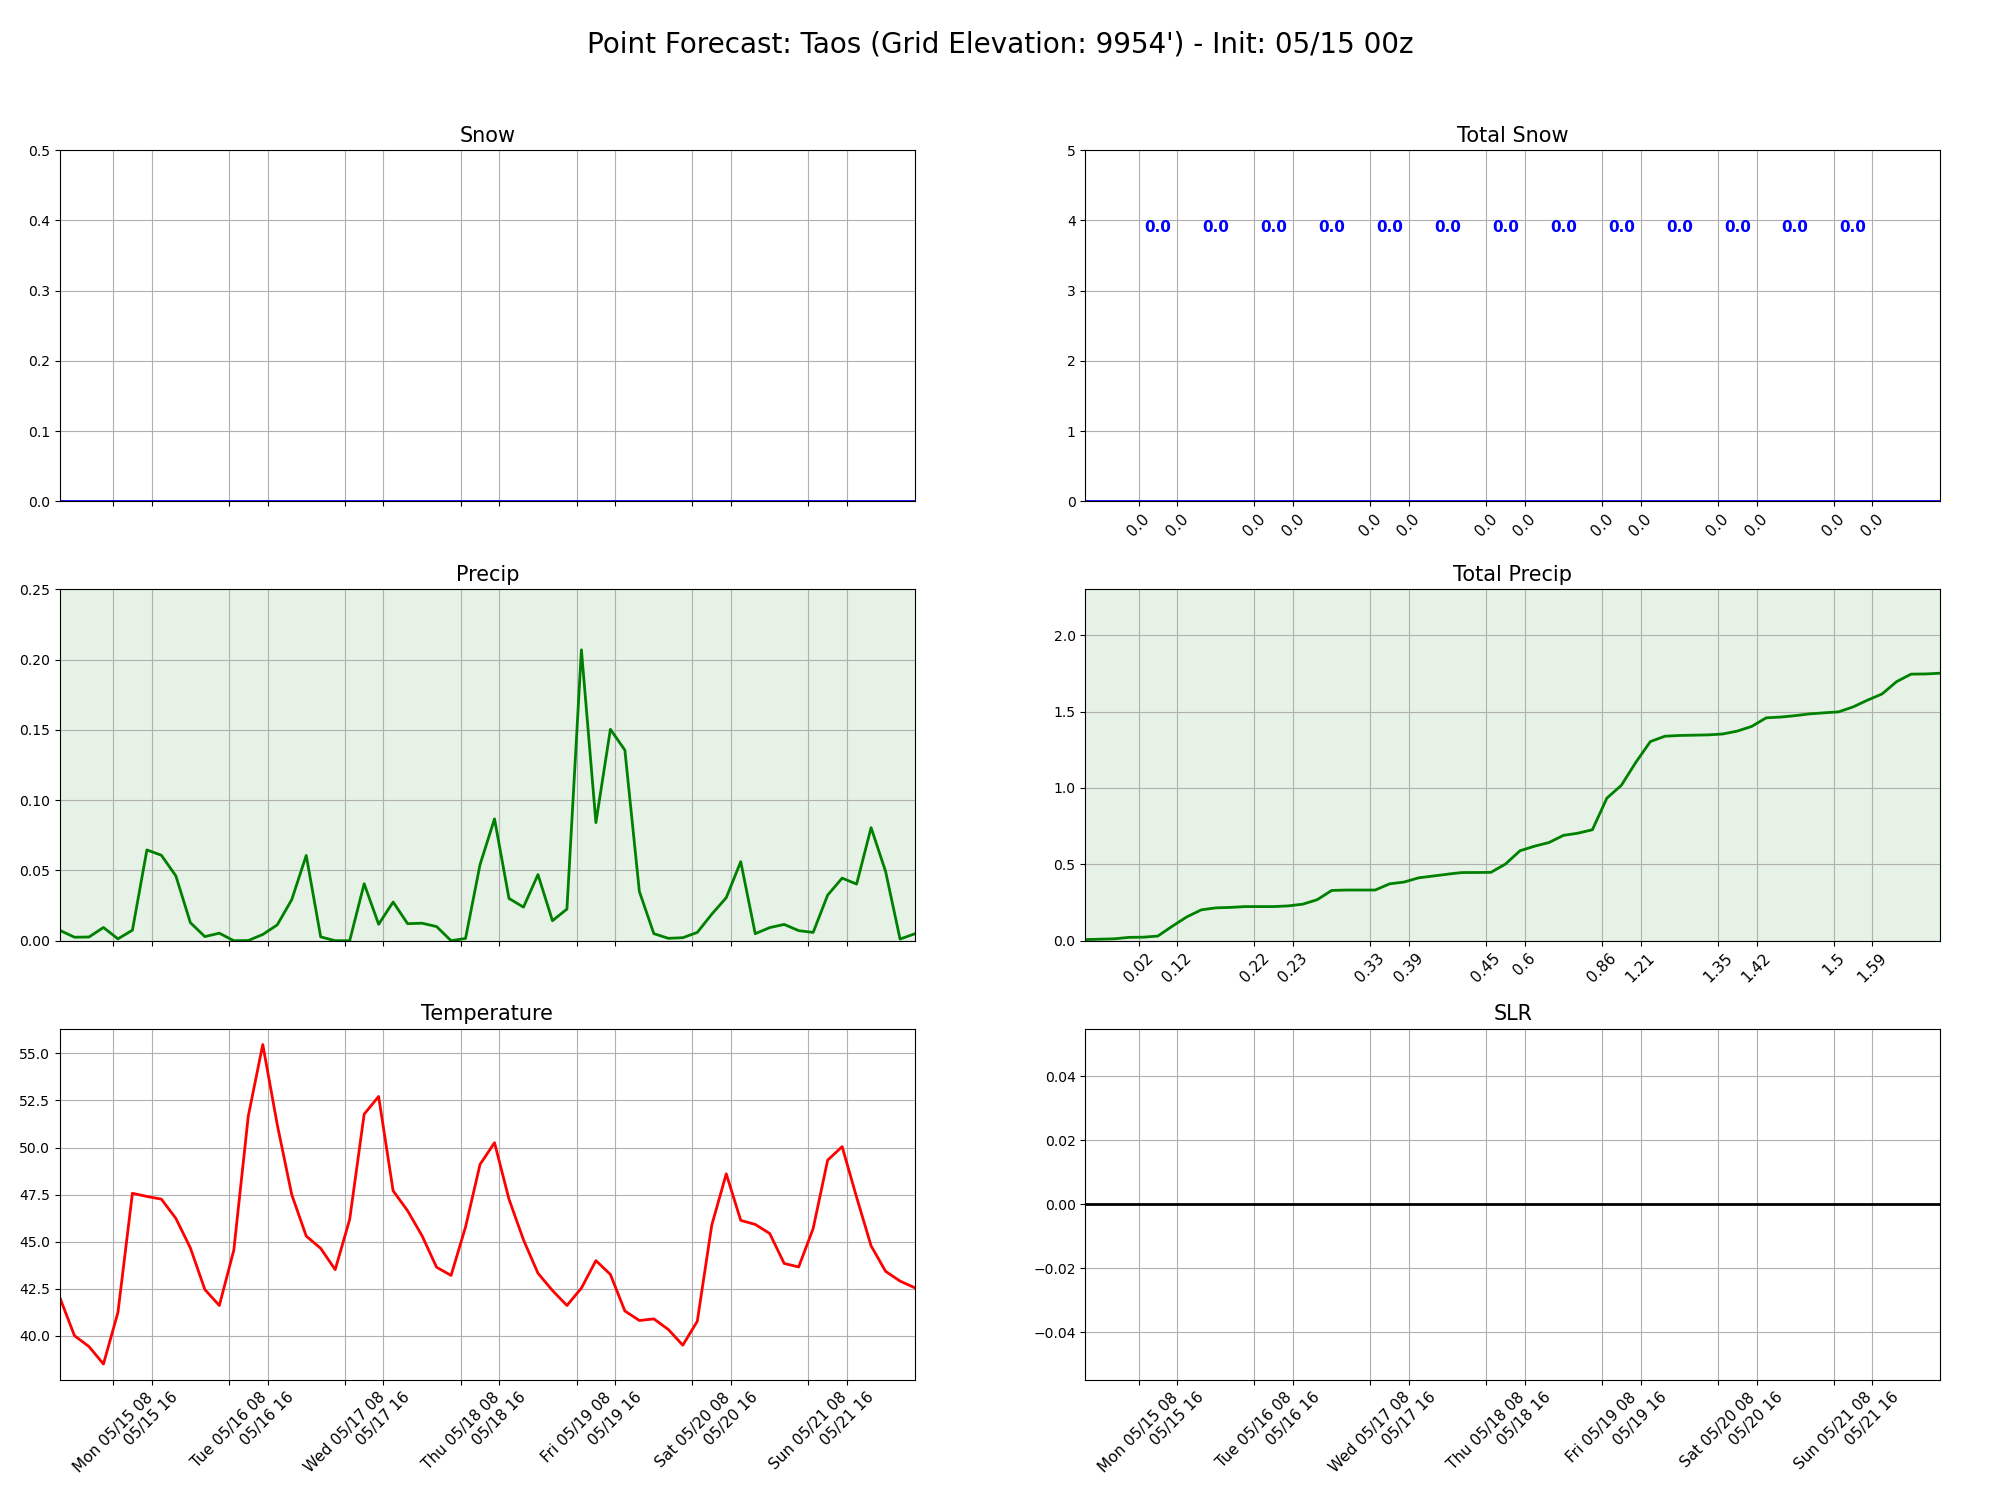 Point Forecast: Taos (Grid Elevation: 9954') - Init: 05/15 00z
Snow
0.5
0.4
0.3
0.2
0.1
0.0
Total Snow
5
4
3
2
1
0
0.0 0.0 0.0 0.0 0.0 0.0 0.0 0.0 0.0 0.0 0.0 0.0 0.0
0.0 0.0 0.0 0.0 0.0 0.0 0.0 0.0 0.0 0.0 0.0 0.0 0.0 0.0
Precip
0.25
0.20
0.15
0.10
0.05
0.00
Total Precip
2.0
1.5
1.0
0.5
0.0
0.02 0.12 0.22 0.23 0.33 0.39 0.45 0.6 0.86 1.21 1.35 1.42 1.5 1.59
Temperature
55.0
52.5
50.0
47.5
45.0
42.5
40.0
Mon 05/15 08
05/15 16
Tue 05/16 08
05/16 16
Wed 05/17 08
05/17 16
Thu 05/18 08
05/18 16
Fri 05/19 08
05/19 16
Sat 05/20 08
05/20 16
Sun 05/21 08
05/21 16
SLR
0.04
0.02
0.00
−0.02
−0.04
Mon 05/15 08
05/15 16
Tue 05/16 08
05/16 16
Wed 05/17 08
05/17 16
Thu 05/18 08
05/18 16
Fri 05/19 08
05/19 16
Sat 05/20 08
05/20 16
Sun 05/21 08
05/21 16